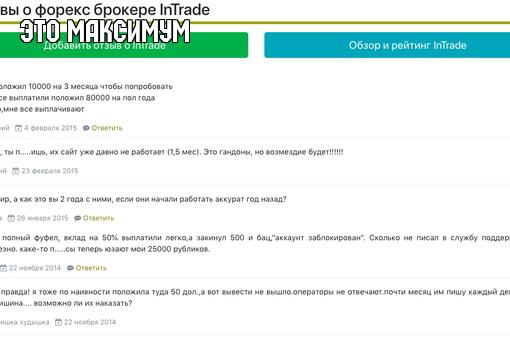 вы о форекс брокере InTrade
ЭТО МАКСИМУМ
Добавить отзыв о InTrade
Обзор и рейтинг InTrade
оложил 10000 на 3 месяца чтобы попробовать
се выплатили положил 80000 на пол года
о,мне все выплачивают
ий 4 февраля 2015 Ответить
, ты п.....ишь, их сайт уже давно не работает (1,5 мес). Это гандоны, но возмездие будет!!!!!!
ий 23 февраля 2015
ир, а как это вы 2 года с ними, если они начали работать аккурат год назад?
а 26 января 2015 Ответить
полный фуфел, вклад на 50% выплатили легко,а закинул 500 и бац,"аккаунт заблокирован". Сколько не писал в службу поддер
езно. каке-то п.....сы теперь юзают мои 25000 рубликов.
22 ноября 2014 Ответить
правда! я тоже по наивности положила туда 50 дол.,а вот вывести не вышло.операторы не отвечают.почти месяц им пишу каждый де
ишина.... возможно ли их наказать?
ишка худышка 22 ноября 2014